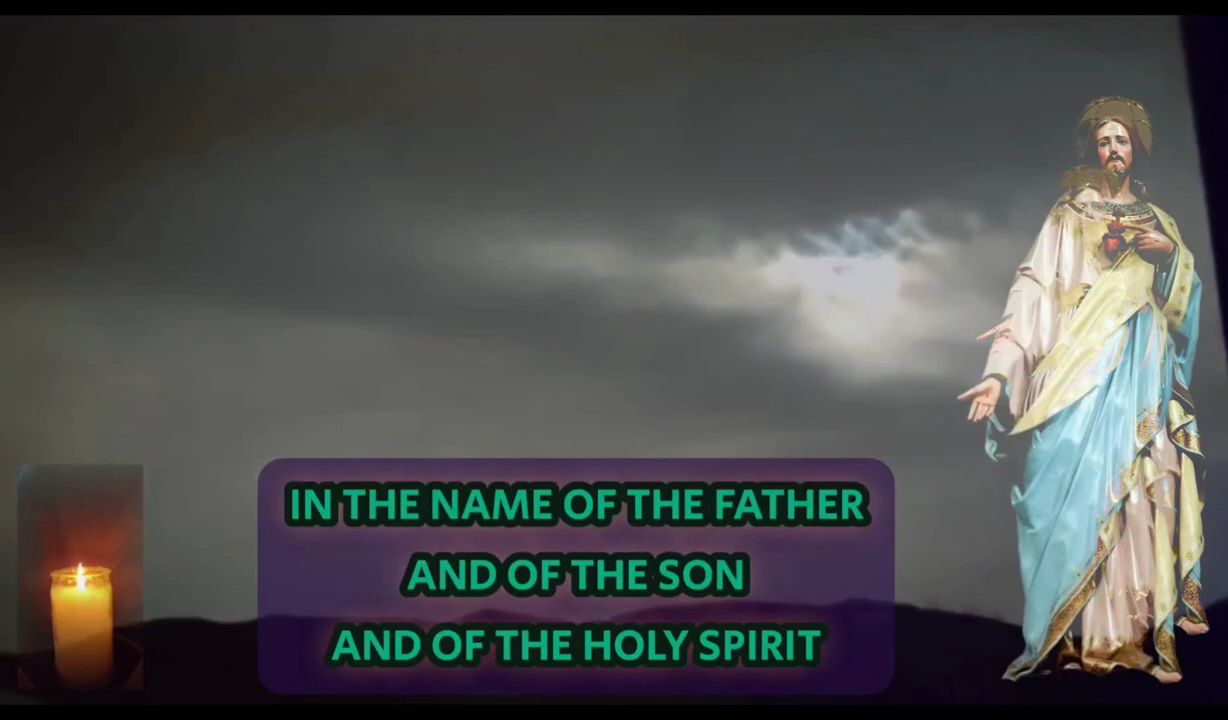 IN THE NAME OF THE FATHER
AND OF THE SON
AND OF THE HOLY SPIRIT